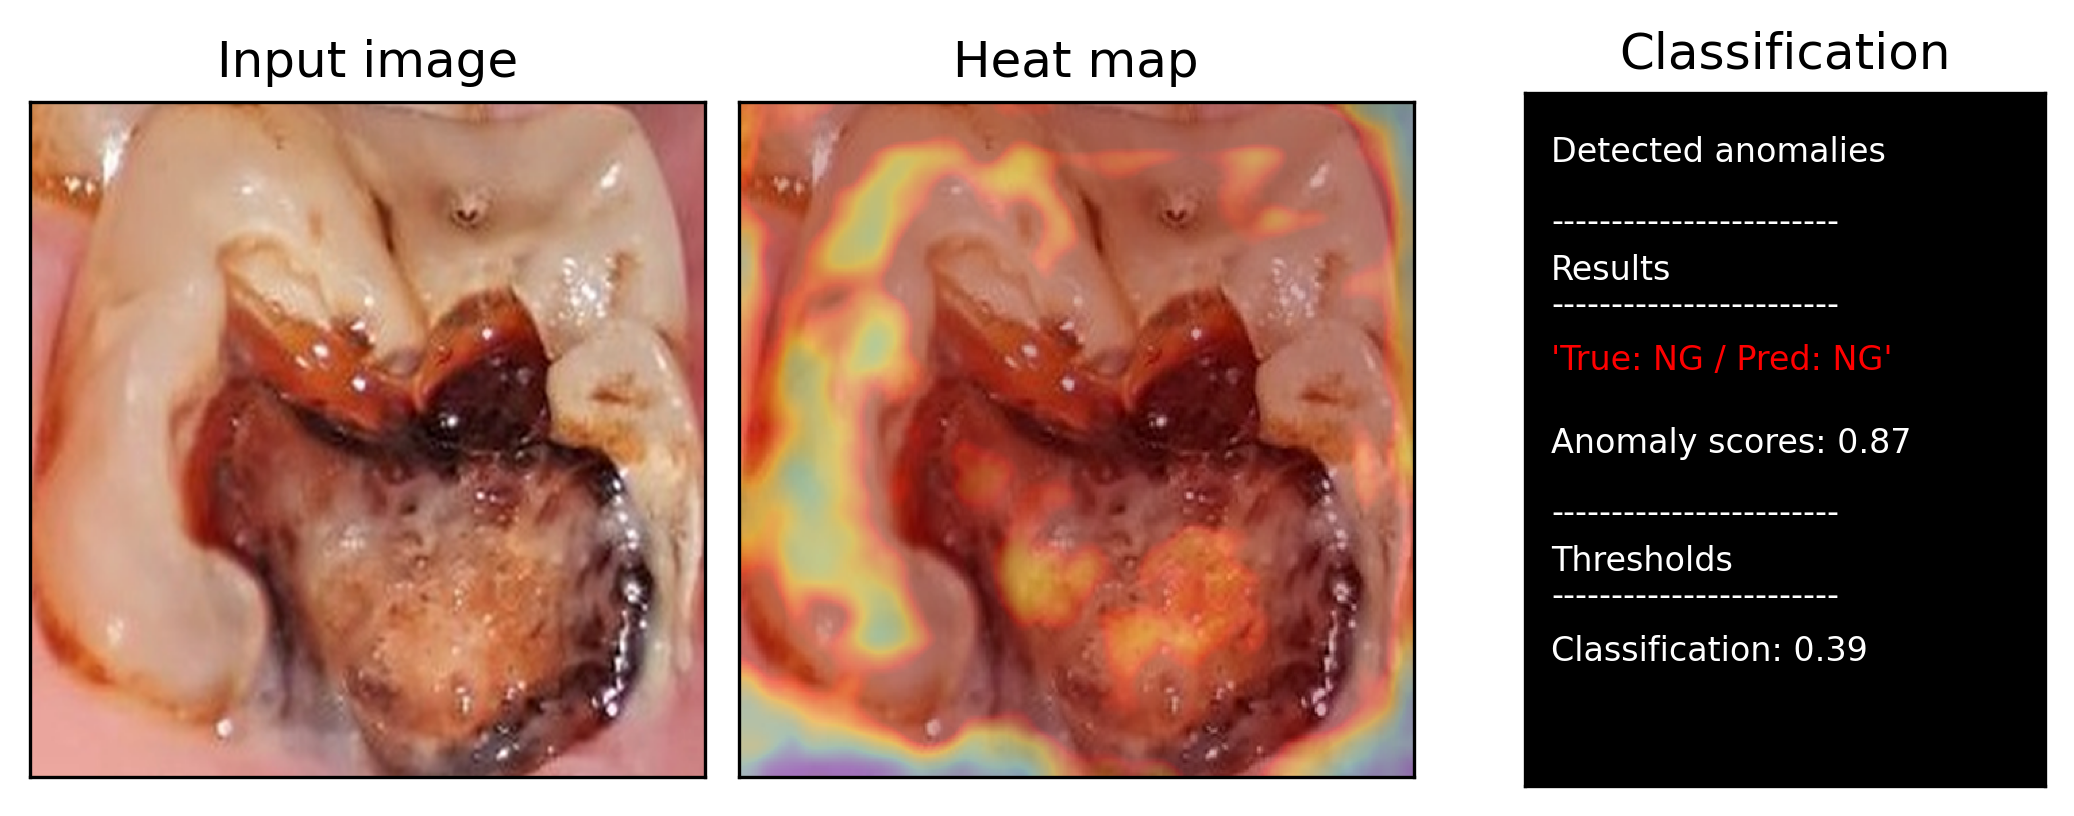 Input image
Heat map
Classification
Detected anomalies
------------------------
Results
------------------------
'True: NG / Pred: NG'
Anomaly scores: 0.87
------------------------
Thresholds
------------------------
Classification: 0.39